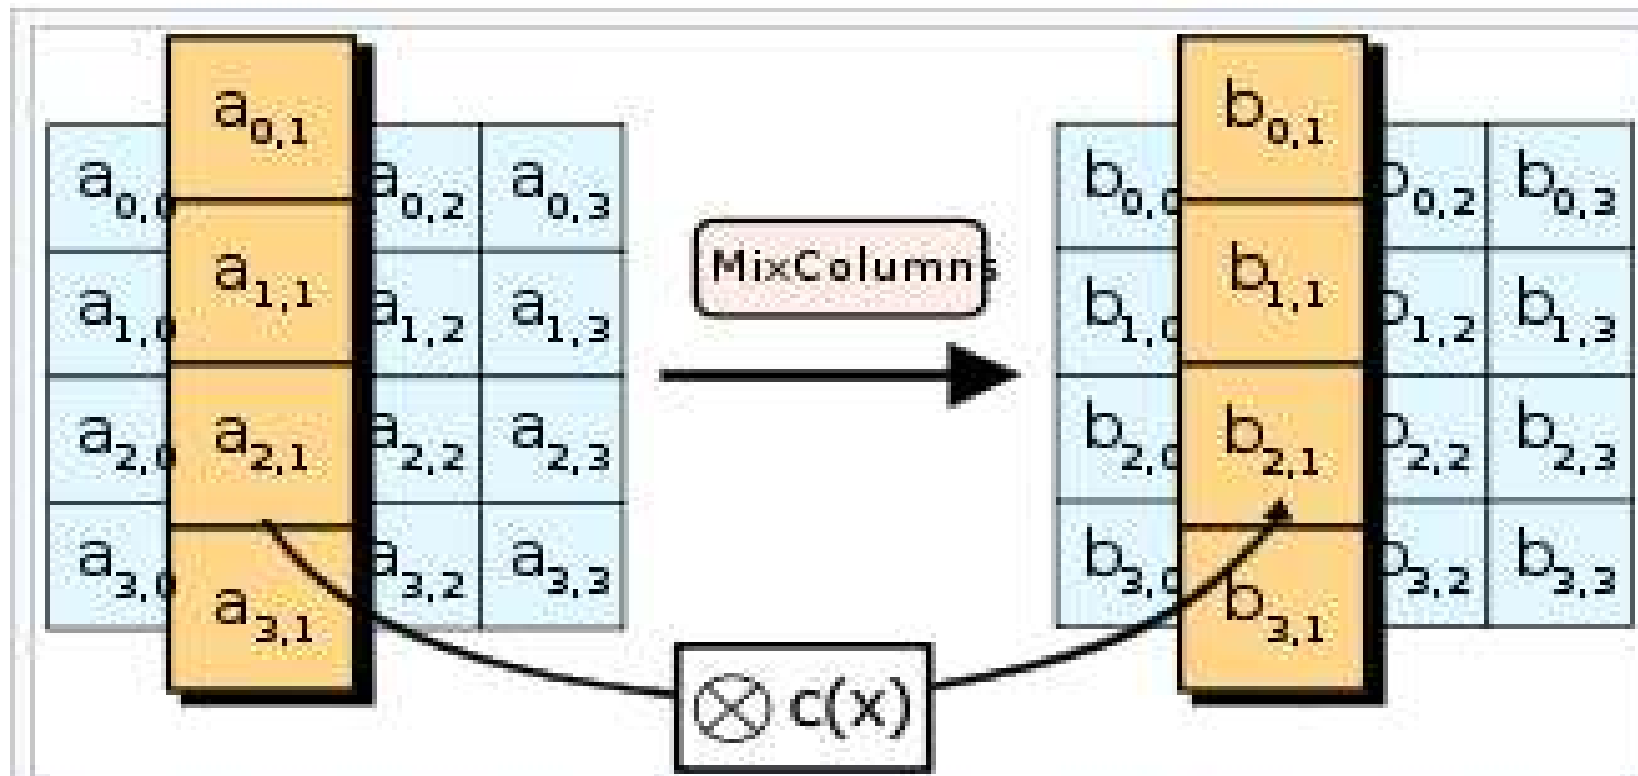 a0,1
a0,0 a0,2 a0,3
a1,1
a1,0 a1,2 a1,3
a2,1
a2,0 a2,2 a2,3
a3,1
a3,0 a3,2 a3,3
MixColumns
⊗ c(x)
b0,1
b0,0 b0,2 b0,3
b1,1
b1,0 b1,2 b1,3
b2,1
b2,0 b2,2 b2,3
b3,1
b3,0 b3,2 b3,3